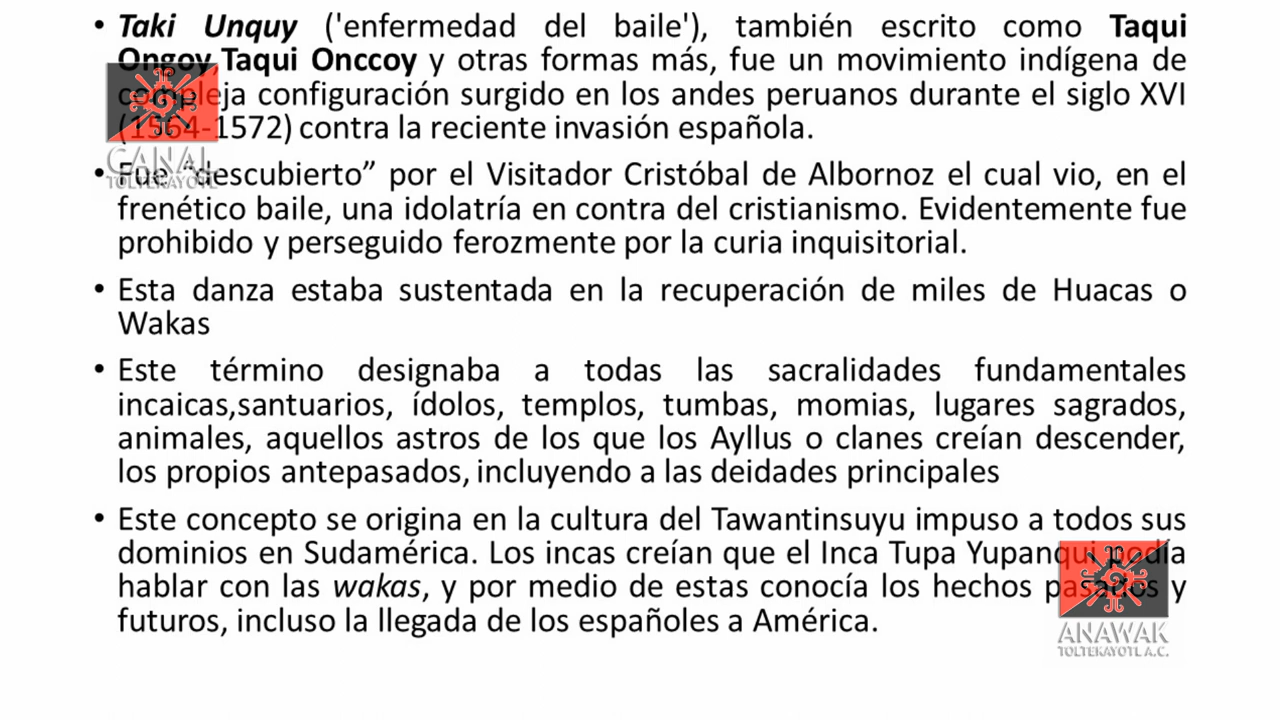 • Taki Unquy ('enfermedad del baile'), también escrito como Taqui
Ongoy Taqui Onccoy y otras formas más, fue un movimiento indígena de
compleja configuración surgido en los andes peruanos durante el siglo XVI
(1564-1572) contra la reciente invasión española.
• Fue “descubierto” por el Visitador Cristóbal de Albornoz el cual vio, en el
frenético baile, una idolatría en contra del cristianismo. Evidentemente fue
prohibido y perseguido ferozmente por la curia inquisitorial.
• Esta danza estaba sustentada en la recuperación de miles de Huacas o
Wakas
• Este término designaba a todas las sacralidades fundamentales
incaicas,santuarios, ídolos, templos, tumbas, momias, lugares sagrados,
animales, aquellos astros de los que los Ayllus o clanes creían descender,
los propios antepasados, incluyendo a las deidades principales
• Este concepto se origina en la cultura del Tawantinsuyu impuso a todos sus
dominios en Sudamérica. Los incas creían que el Inca Tupa Yupanqui podía
hablar con las wakas, y por medio de estas conocía los hechos pasados y
futuros, incluso la llegada de los españoles a América.
CANAL
TOLTEKAYOTL
ANAWAK
TOLTEKAYOTL A.C.